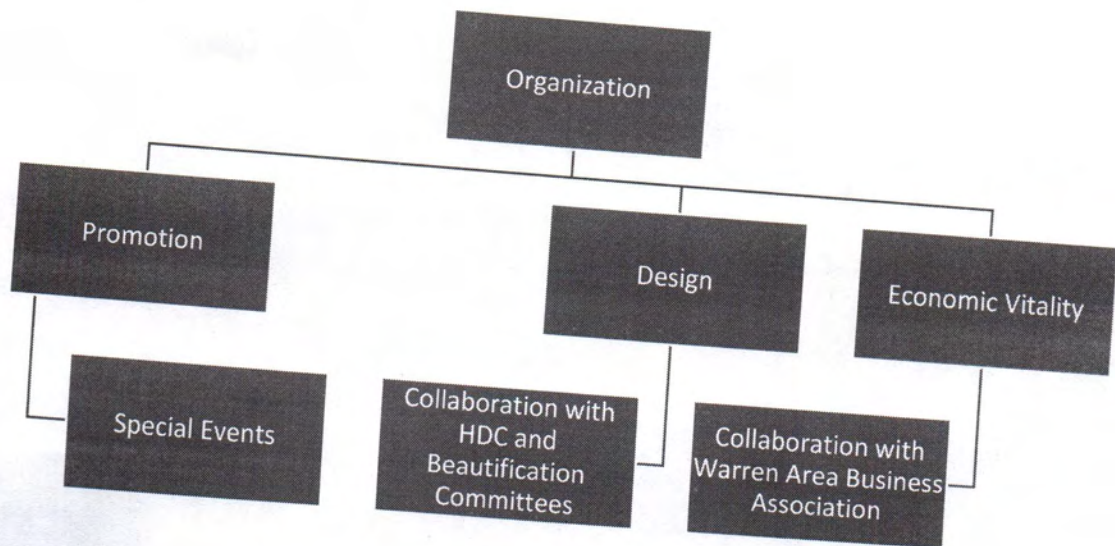 Organization
Promotion
Design
Economic Vitality
Special Events
Collaboration with
HDC and
Beautification
Committees
Collaboration with
Warren Area Business
Association